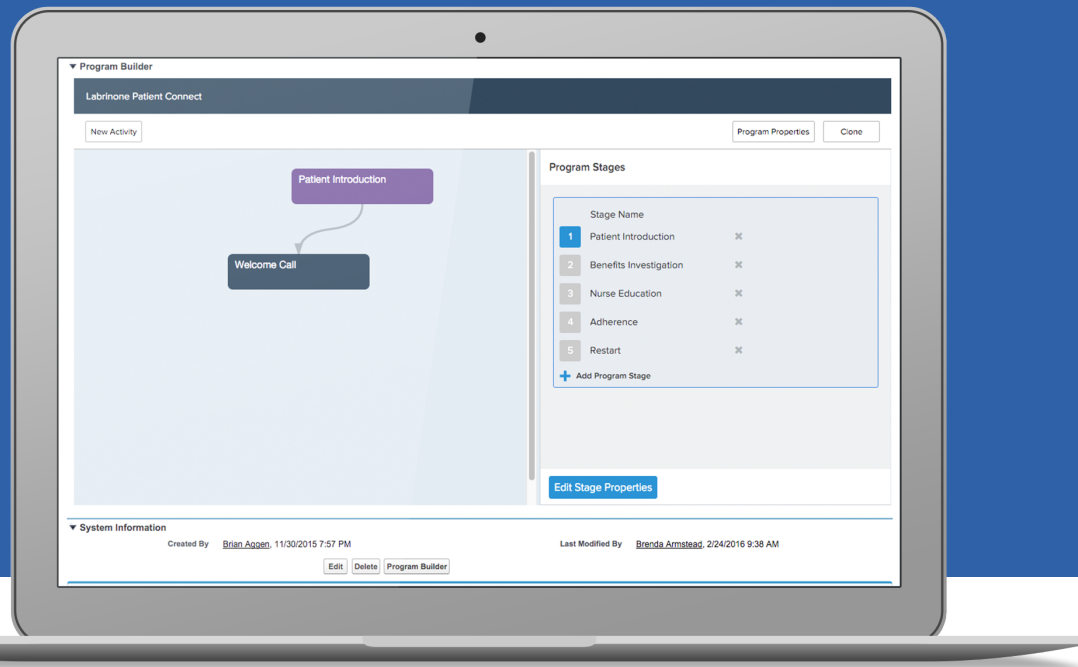 Program Builder
Labrinone Patient Connect
New Activity
Program Properties
Clone
Patient Introduction
Welcome Call
Program Stages
Stage Name
1 Patient Introduction
2 Benefits Investigation
3 Nurse Education
4 Adherence
5 Restart
Add Program Stage
Edit Stage Properties
System Information
Created By Brian Aggen, 11/30/2015 7:57 PM
Last Modified By Brenda Armstead, 2/24/2016 9:38 AM
Edit Delete Program Builder